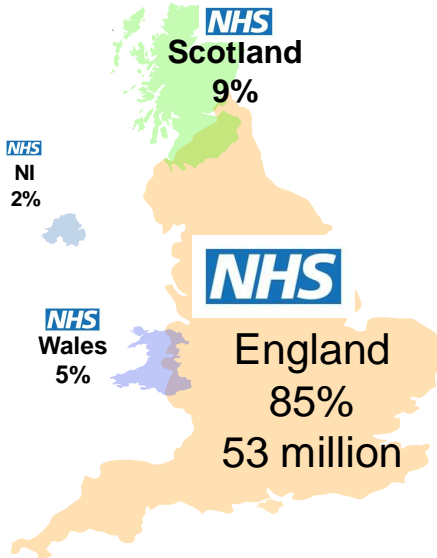 NHS
Scotland
9%
NHS
NI
2%
NHS
NHS
Wales
5%
England
85%
53 million